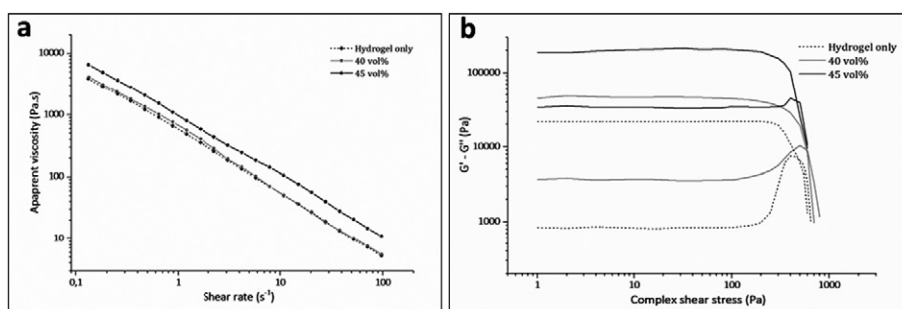 a
Apaprent viscosity (Pa.s)
10000
1000
100
10
0,1
1
10
100
Shear rate (s⁻¹)
Hydrogel only
40 vol%
45 vol%
b
G' - G'' (Pa)
100000
10000
1000
1
10
100
1000
Complex shear stress (Pa)
Hydrogel only
40 vol%
45 vol%